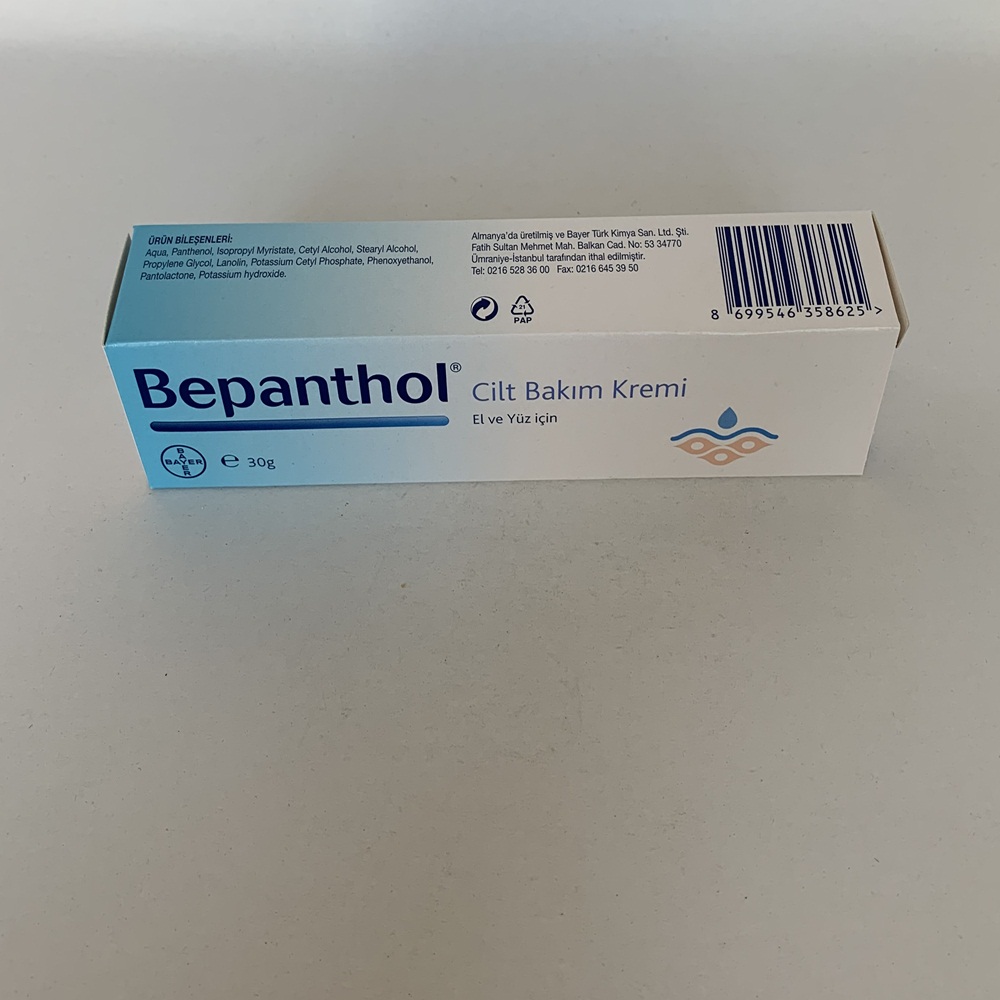 ÜRÜN BİLEŞENLERİ:
Aqua, Panthenol, Isopropyl Myristate, Cetyl Alcohol, Stearyl Alcohol,
Propylene Glycol, Lanolin, Potassium Cetyl Phosphate, Phenoxyethanol,
Pantolactone, Potassium hydroxide.
Almanya'da üretilmiş ve Bayer Türk Kimya San. Ltd. Şti.
Fatih Sultan Mehmet Mah. Balkan Cad. No: 53 34770
Ümraniye-İstanbul tarafından ithal edilmiştir.
Tel: 0216 528 36 00 Fax: 0216 645 39 50
21
PAP
8 699546 358625 >
Bepanthol®
Cilt Bakım Kremi
El ve Yüz için
BAYER
BAYER
℮ 30g